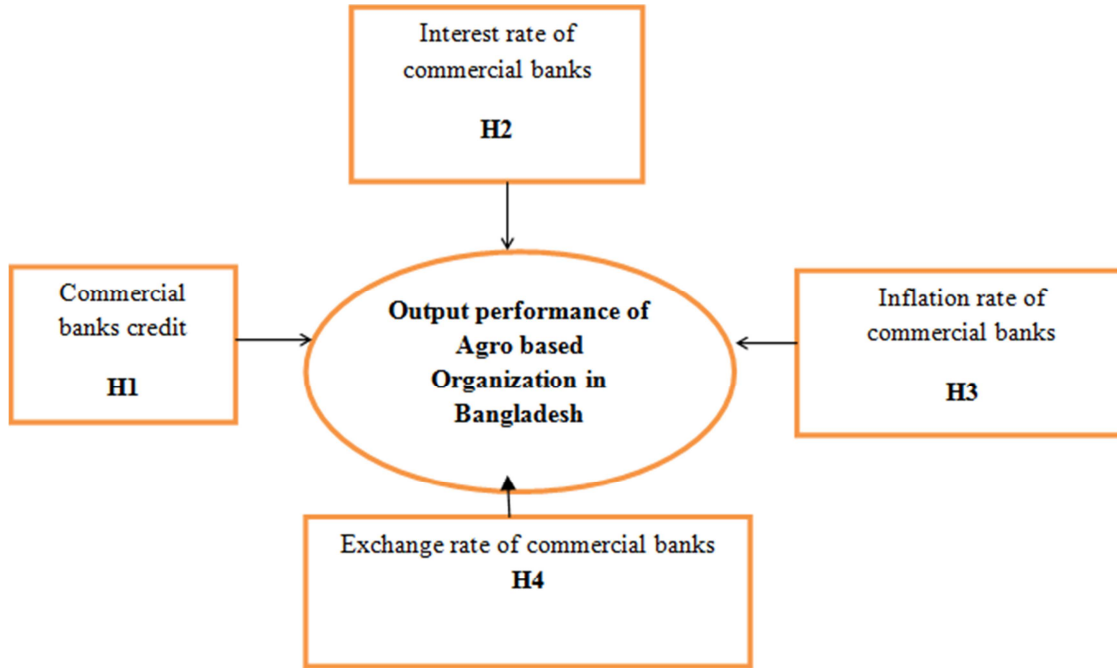 Interest rate of
commercial banks
H2
Commercial
banks credit
H1
Output performance of
Agro based
Organization in
Bangladesh
Inflation rate of
commercial banks
H3
Exchange rate of commercial banks
H4